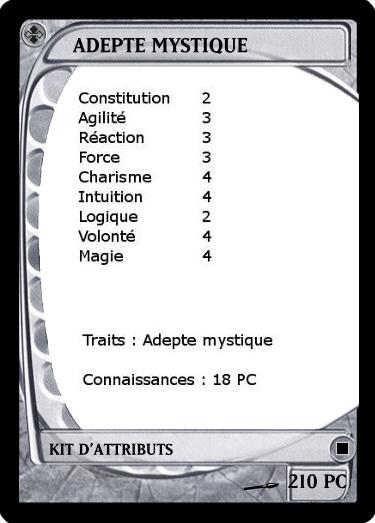 ADEPTE MYSTIQUE
Constitution 2
Agilité 3
Réaction 3
Force 3
Charisme 4
Intuition 4
Logique 2
Volonté 4
Magie 4
Traits : Adepte mystique
Connaissances : 18 PC
KIT D'ATTRIBUTS
210 PC